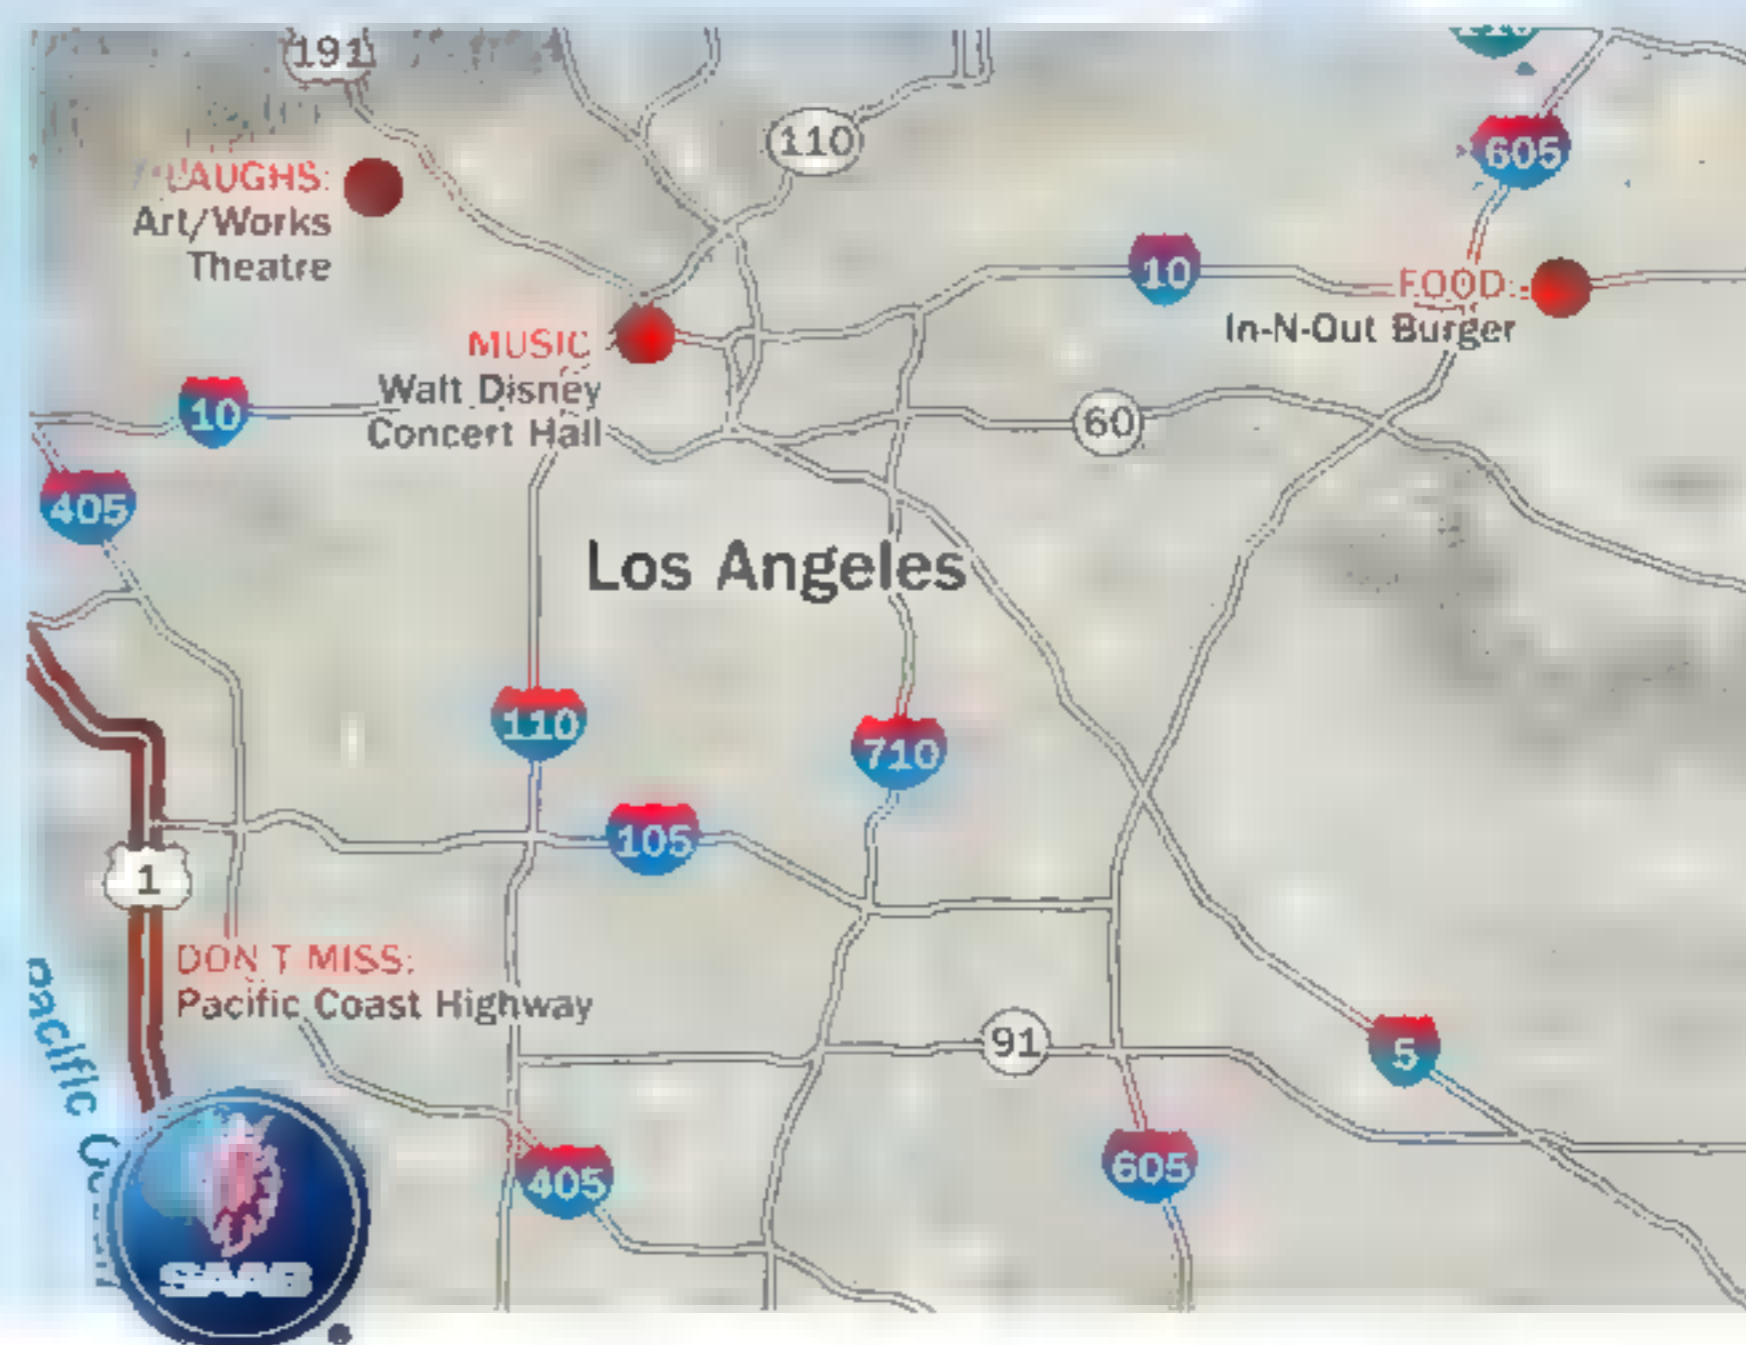 191
110
605
LAUGHS:
Art/Works
Theatre
10
FOOD:
In-N-Out Burger
MUSIC
Walt Disney
Concert Hall
10
60
405
Los Angeles
110
710
105
1
DON'T MISS:
Pacific Coast Highway
Pacific
91
5
405
605
SAAB